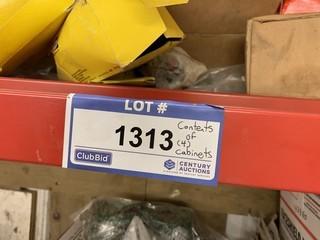 LOT #
1313
Contents
of
(4)
Cabinets
ClubBid
CENTURY
AUCTIONS